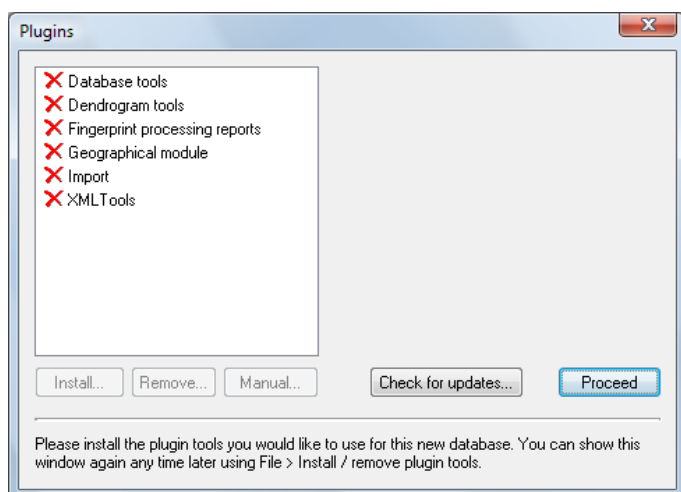 Plugins
Database tools
Dendrogram tools
Fingerprint processing reports
Geographical module
Import
XMLTools
Install... Remove... Manual... Check for updates... Proceed
Please install the plugin tools you would like to use for this new database. You can show this
window again any time later using File > Install / remove plugin tools.